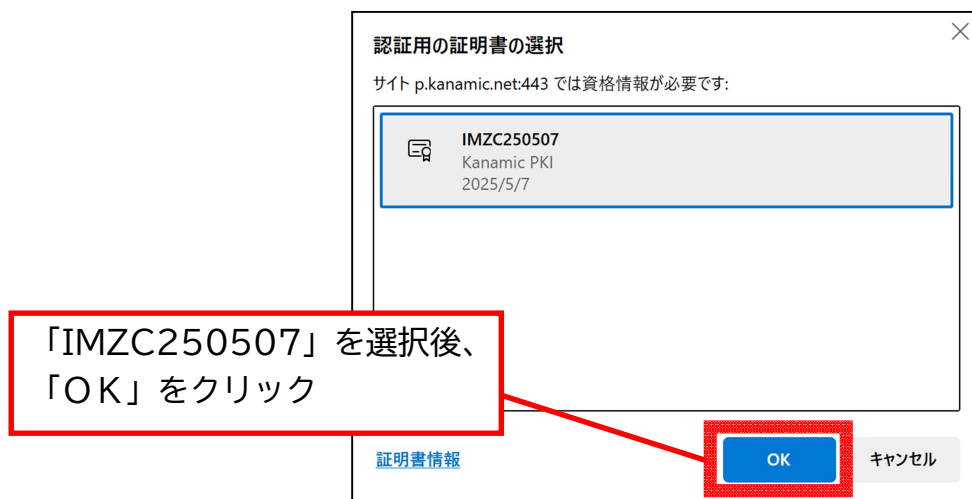 認証用の証明書の選択
サイト p.kanamic.net:443 では資格情報が必要です:
IMZC250507
Kanamic PKI
2025/5/7
「IMZC250507」を選択後、
「ＯＫ」をクリック
証明書情報
OK
キャンセル